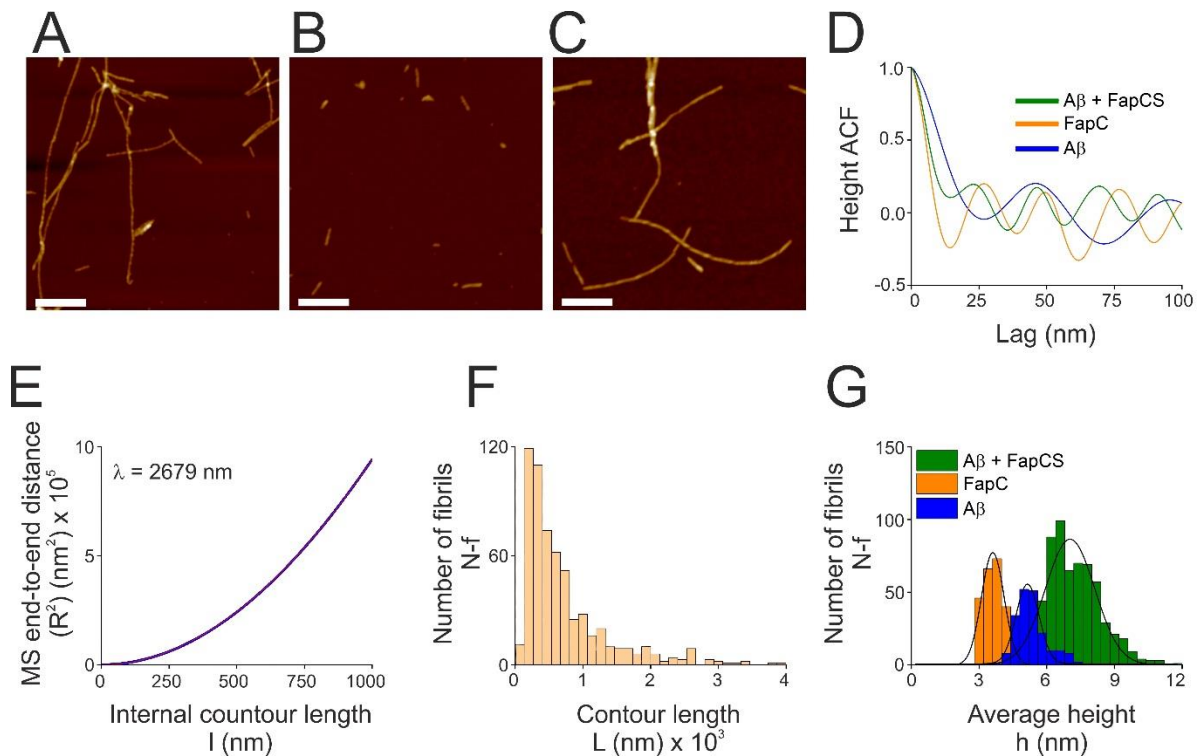 A
B
C
D
1.0
0.5
0.0
-0.5
Height ACF
Aβ + FapCS
FapC
Aβ
0
25
50
75
100
Lag (nm)
E
MS end-to-end distance
(R²) (nm²) x 10⁵
10
5
0
λ = 2679 nm
0
250
500
750
1000
Internal countour length
l (nm)
F
Number of fibrils
N-f
120
60
0
0
1
2
3
4
Contour length
L (nm) x 10³
G
Number of fibrils
N-f
150
100
50
0
Aβ + FapCS
FapC
Aβ
3
6
9
12
Average height
h (nm)